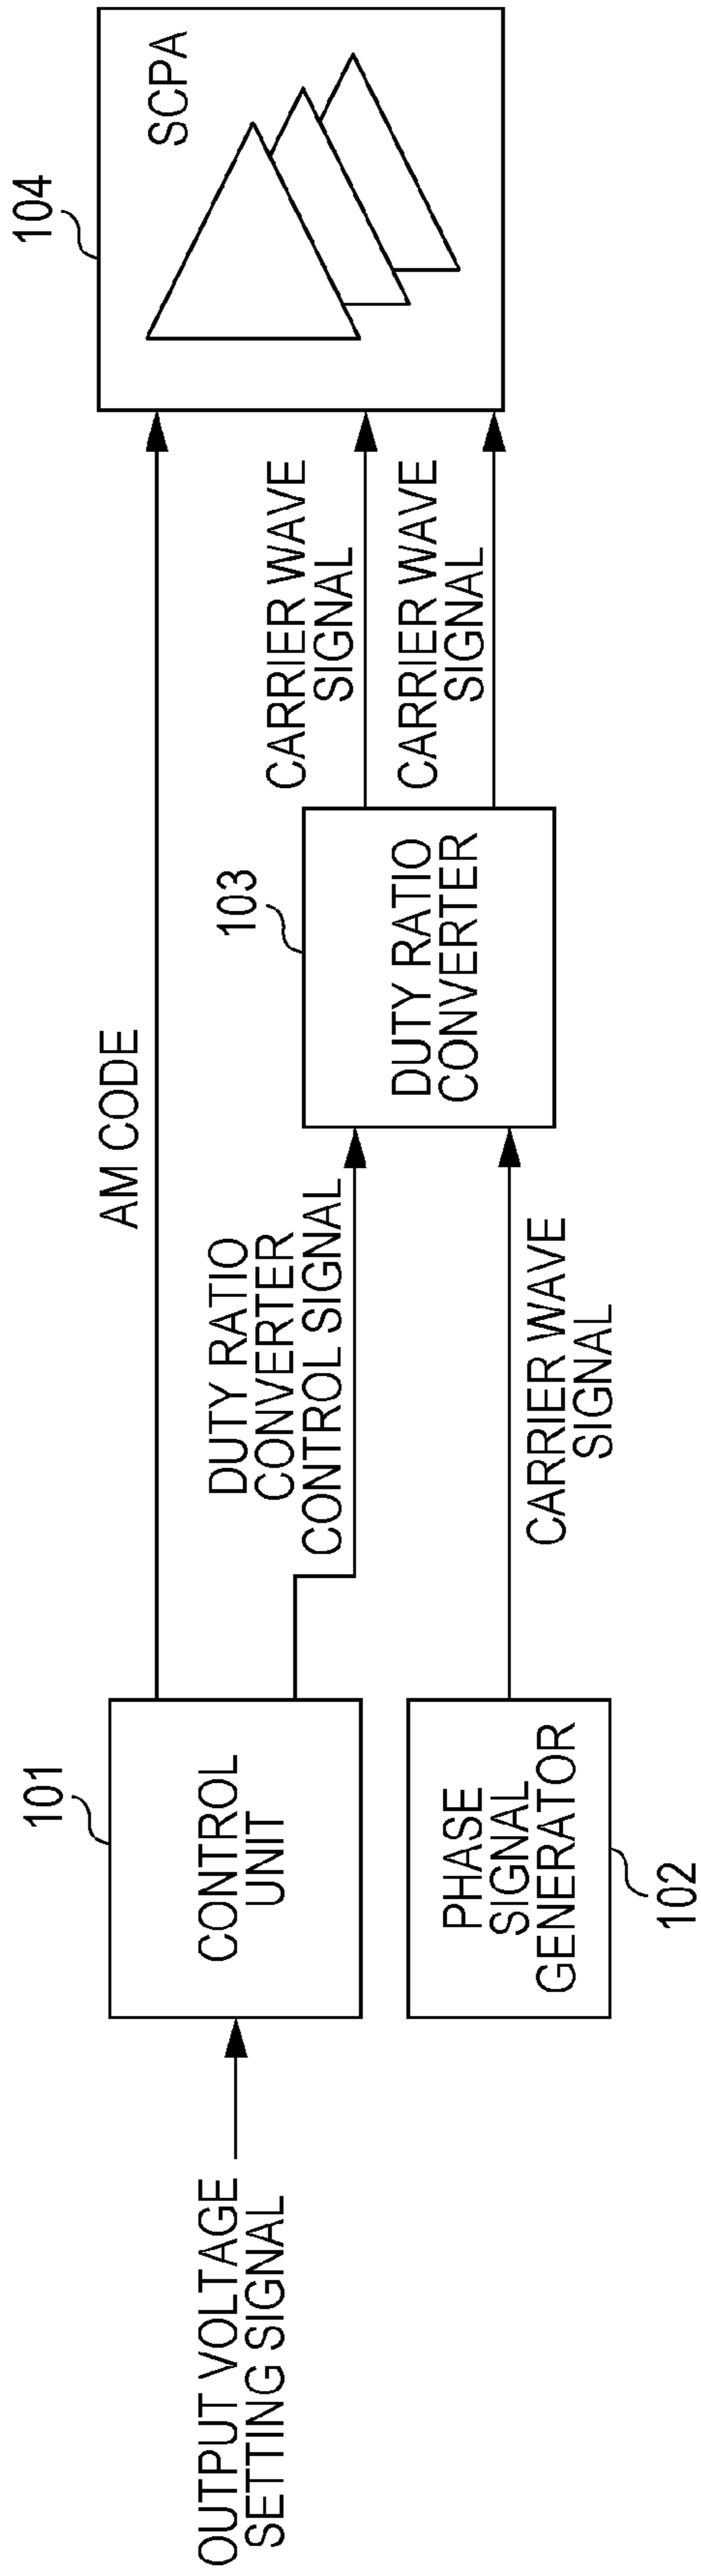 OUTPUT VOLTAGE
SETTING SIGNAL
101
CONTROL
UNIT
AM CODE
DUTY RATIO
CONVERTER
CONTROL SIGNAL
PHASE
SIGNAL
GENERATOR
102
CARRIER WAVE
SIGNAL
103
DUTY RATIO
CONVERTER
CARRIER WAVE
SIGNAL
CARRIER WAVE
SIGNAL
104
SCPA